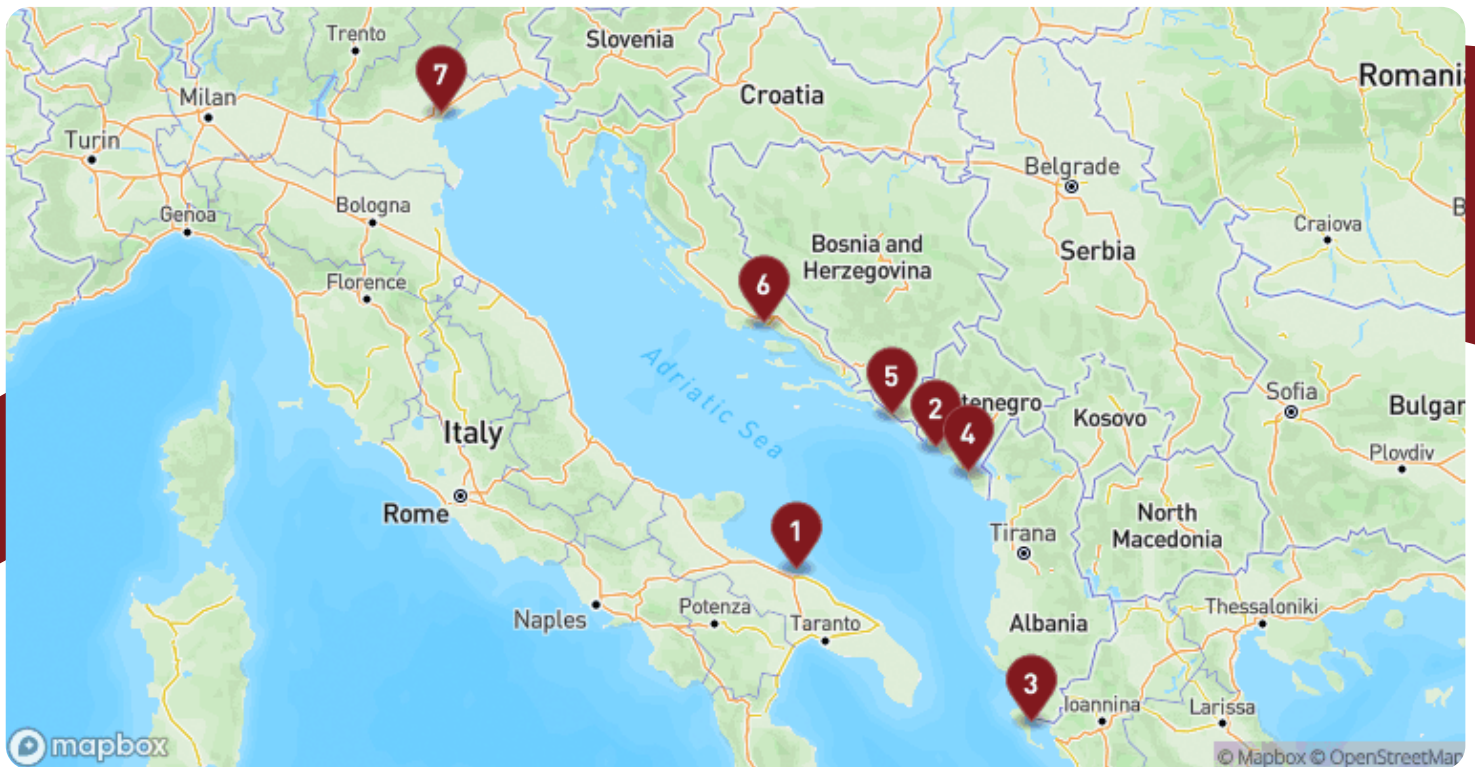 Trento
Slovenia
7
Croatia
Romani
Milan
Turin
Belgrade
Genoa
Bologna
Craiova
B
Bosnia and
Herzegovina
Serbia
Florence
6
Adriatic Sea
5
2
tenegro
4
Kosovo
Sofia
Bulgar
Italy
Plovdiv
Rome
1
Tirana
North
Macedonia
Naples
Potenza
Taranto
Albania
Thessaloniki
3
Ioannina
Larissa
mapbox
© Mapbox © OpenStreetMap